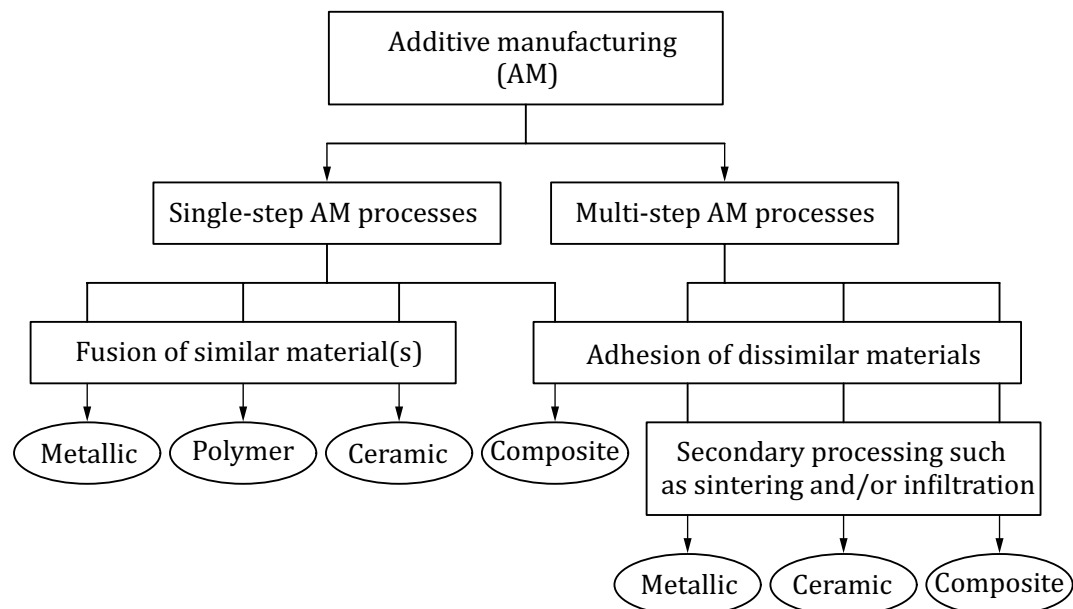 Additive manufacturing
(AM)
Single-step AM processes
Multi-step AM processes
Fusion of similar material(s)
Adhesion of dissimilar materials
Metallic
Polymer
Ceramic
Composite
Secondary processing such
as sintering and/or infiltration
Metallic
Ceramic
Composite